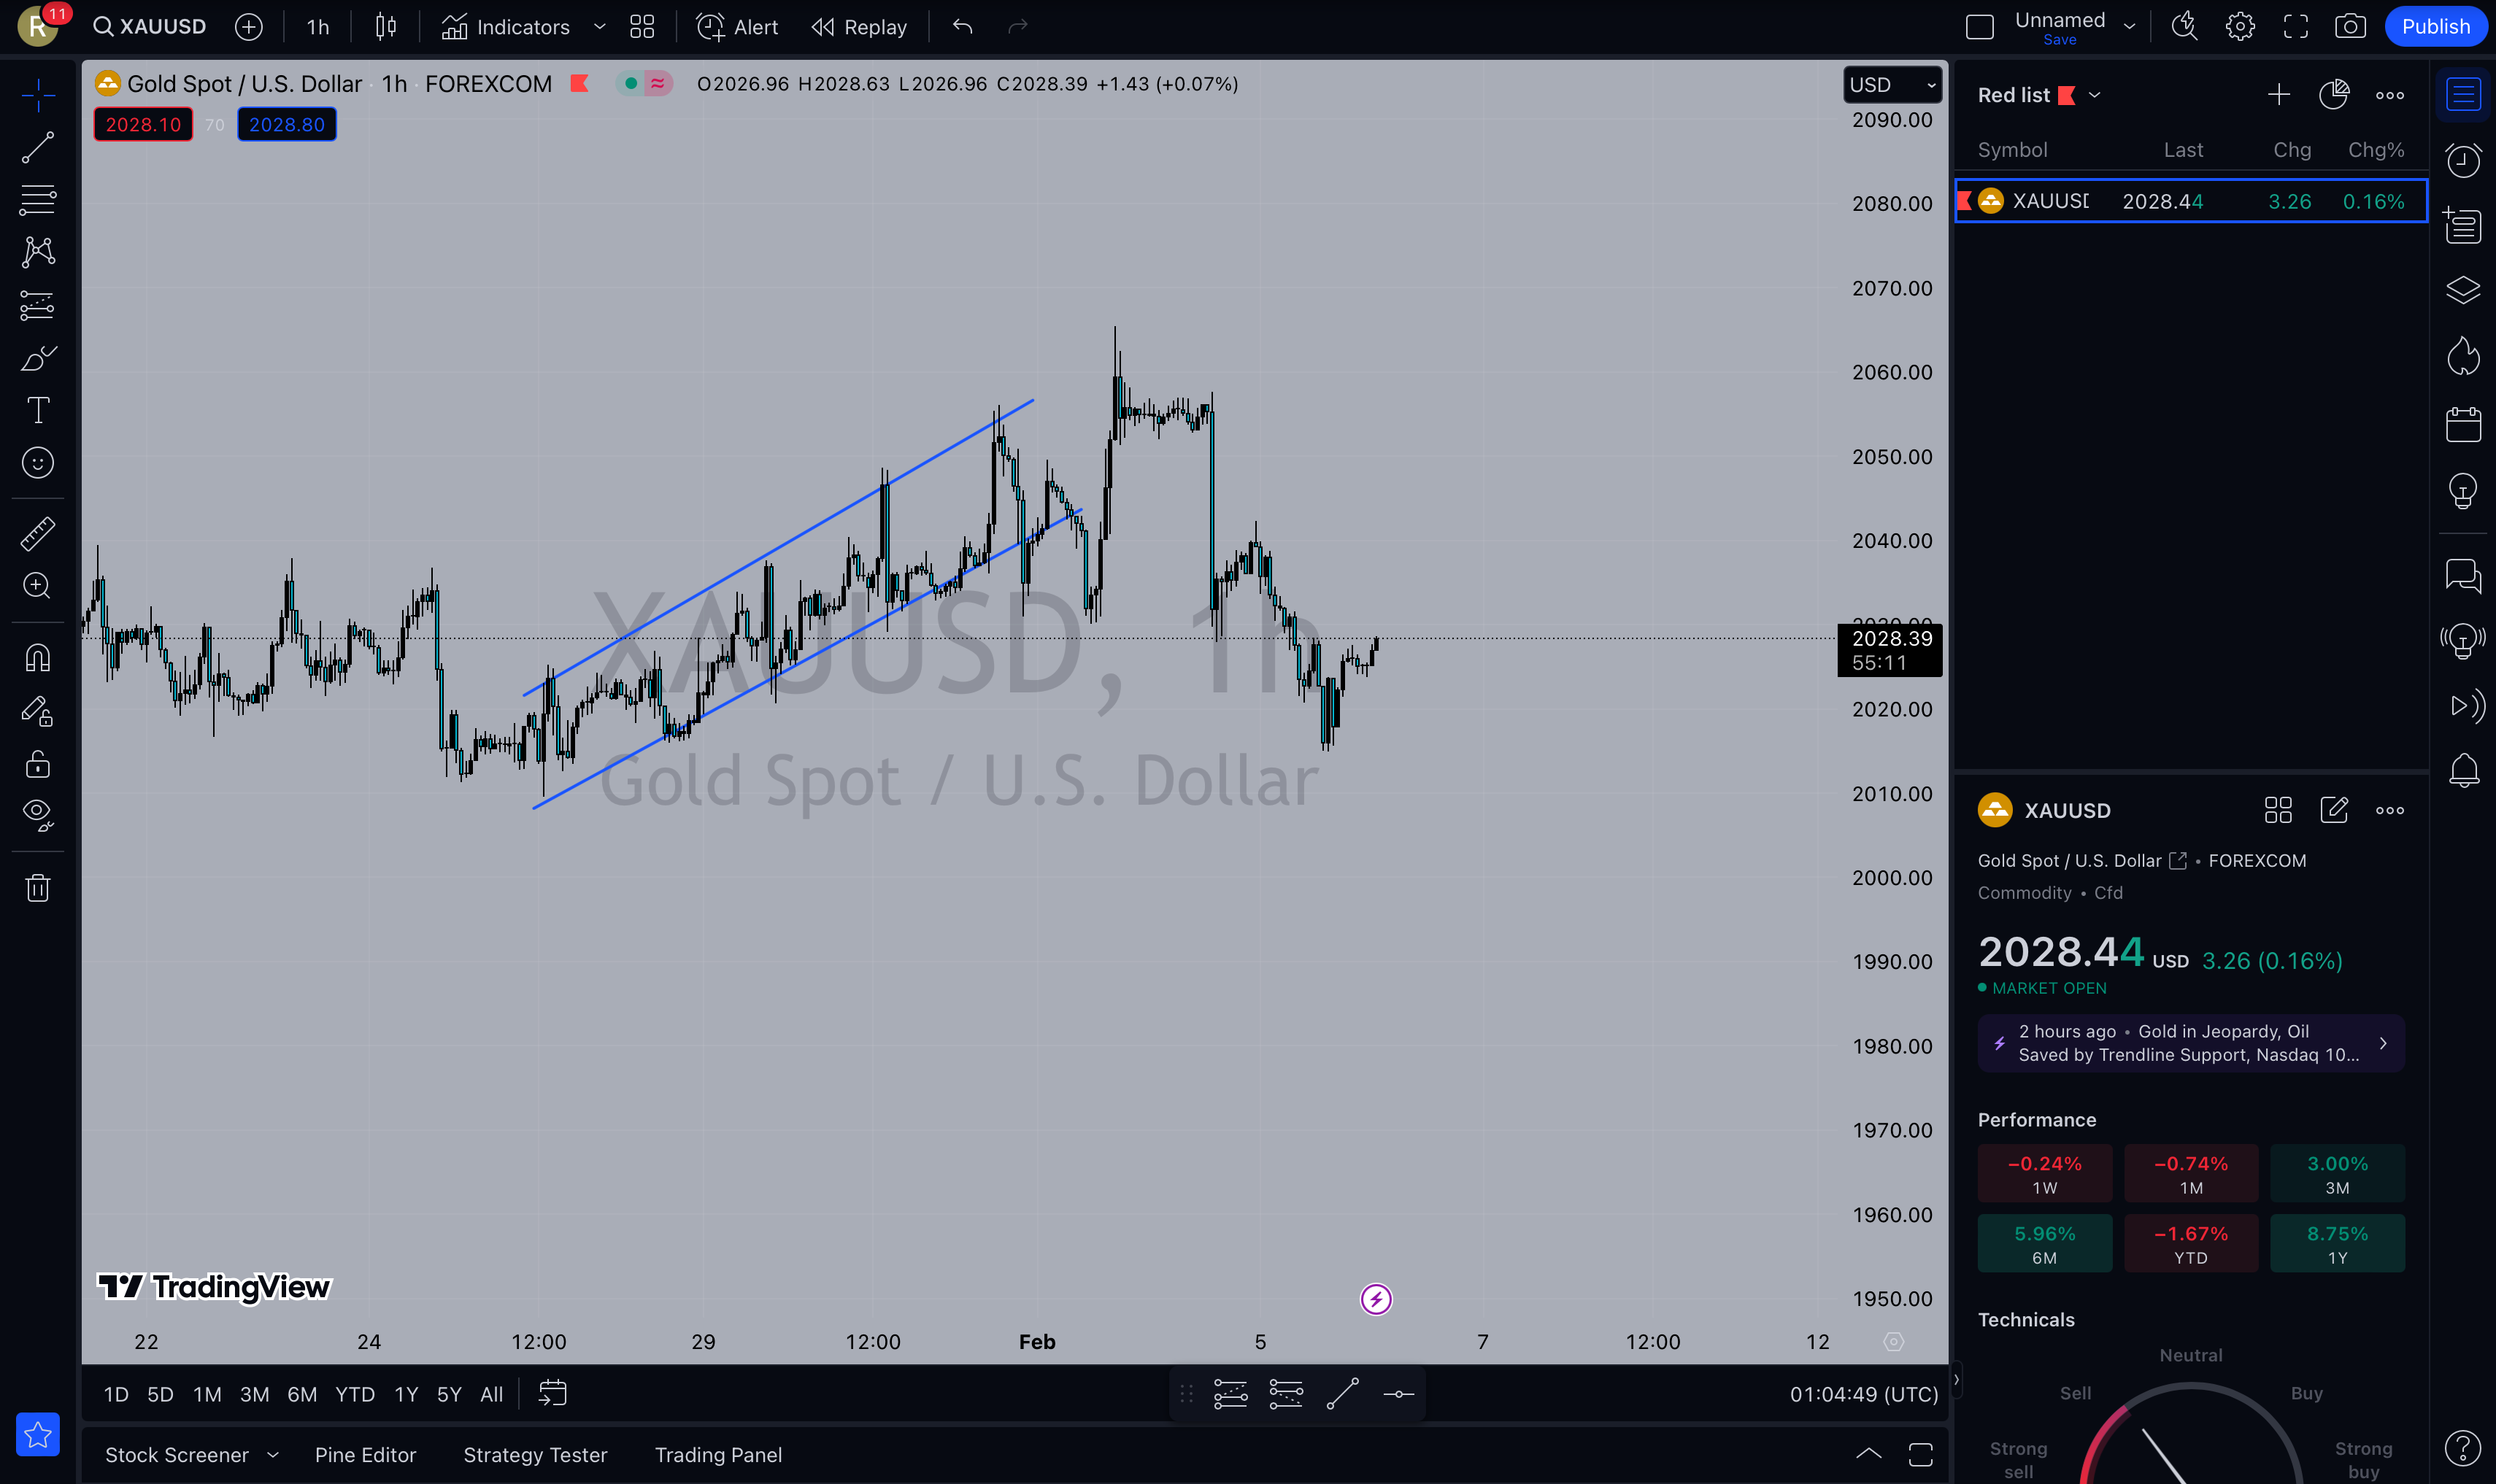 R
11
XAUUSD
1h
Indicators
Alert
Replay
Unnamed
Save
Publish
Gold Spot / U.S. Dollar · 1h · FOREXCOM
O2026.96 H2028.63 L2026.96 C2028.39 +1.43 (+0.07%)
2028.10 70 2028.80
USD
2090.00
2080.00
2070.00
2060.00
2050.00
2040.00
2028.39
55:11
2020.00
2010.00
2000.00
1990.00
1980.00
1970.00
1960.00
1950.00
XAUUSD, 1h
Gold Spot / U.S. Dollar
TradingView
22 24 12:00 29 12:00 Feb 5 7 12:00 12
1D 5D 1M 3M 6M YTD 1Y 5Y All
01:04:49 (UTC)
Stock Screener Pine Editor Strategy Tester Trading Panel
Red list
Symbol Last Chg Chg%
XAUUSD 2028.44 3.26 0.16%
XAUUSD
Gold Spot / U.S. Dollar • FOREXCOM
Commodity • Cfd
2028.44 USD 3.26 (0.16%)
MARKET OPEN
2 hours ago • Gold in Jeopardy, Oil
Saved by Trendline Support, Nasdaq 10...
Performance
−0.24% −0.74% 3.00%
1W 1M 3M
5.96% −1.67% 8.75%
6M YTD 1Y
Technicals
Neutral
Sell Buy
Strong sell
Strong buy